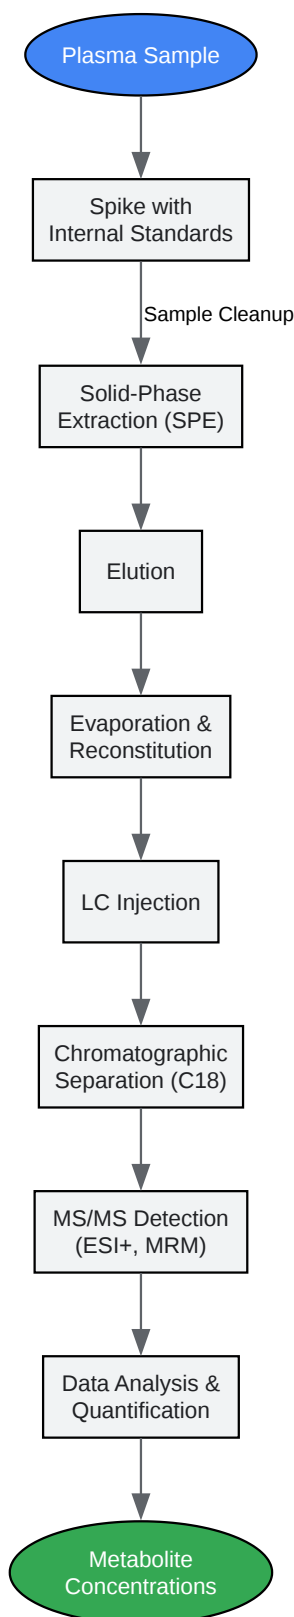 Plasma Sample
Spike with
Internal Standards
Sample Cleanup
Solid-Phase
Extraction (SPE)
Elution
Evaporation &
Reconstitution
LC Injection
Chromatographic
Separation (C18)
MS/MS Detection
(ESI+, MRM)
Data Analysis &
Quantification
Metabolite
Concentrations